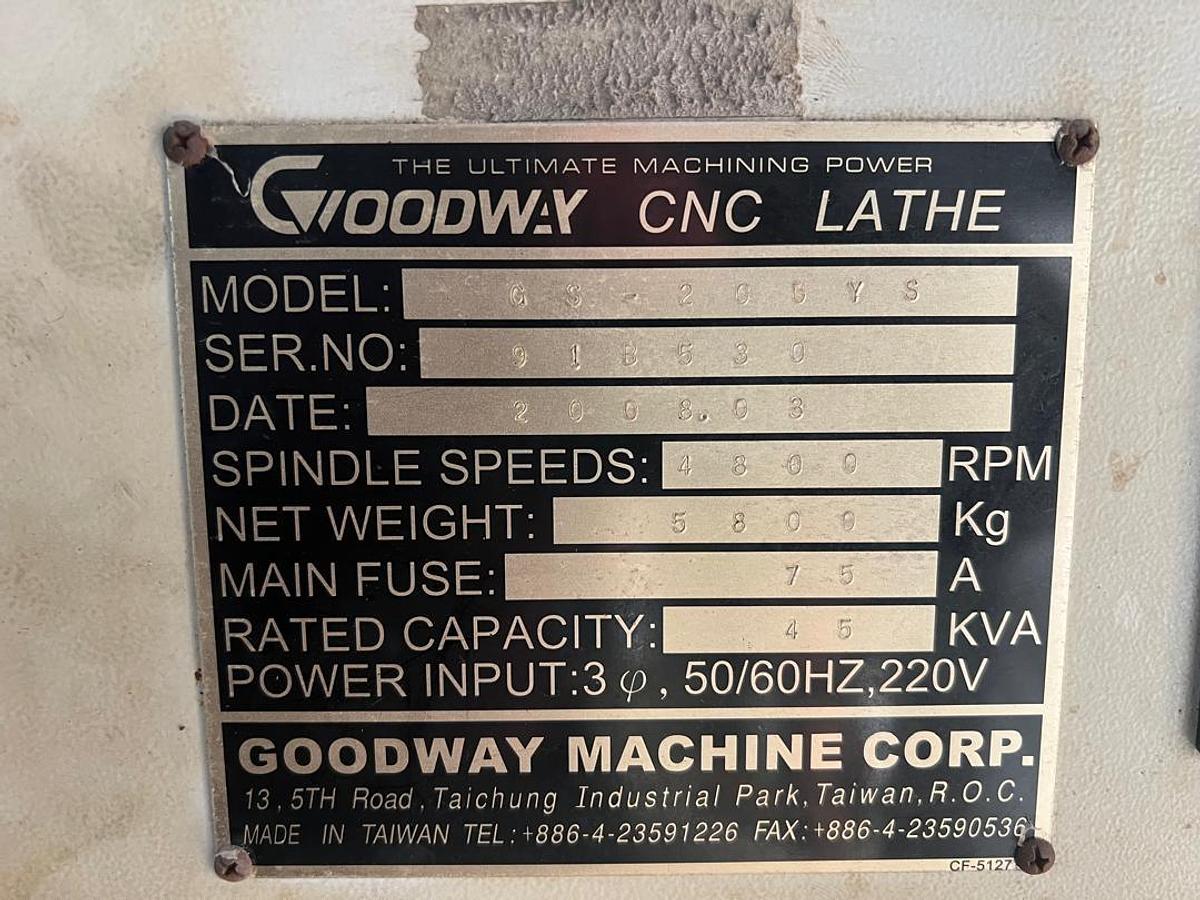 THE ULTIMATE MACHINING POWER
GOODWAY CNC LATHE
MODEL: GS-200YS
SER.NO: 91B530
DATE: 2008.03
SPINDLE SPEEDS: 4800 RPM
NET WEIGHT: 5800 Kg
MAIN FUSE: 75 A
RATED CAPACITY: 45 KVA
POWER INPUT:3φ, 50/60HZ,220V
GOODWAY MACHINE CORP.
13, 5TH Road, Taichung Industrial Park, Taiwan, R.O.C.
MADE IN TAIWAN TEL:+886-4-23591226 FAX:+886-4-23590536
CF-5127